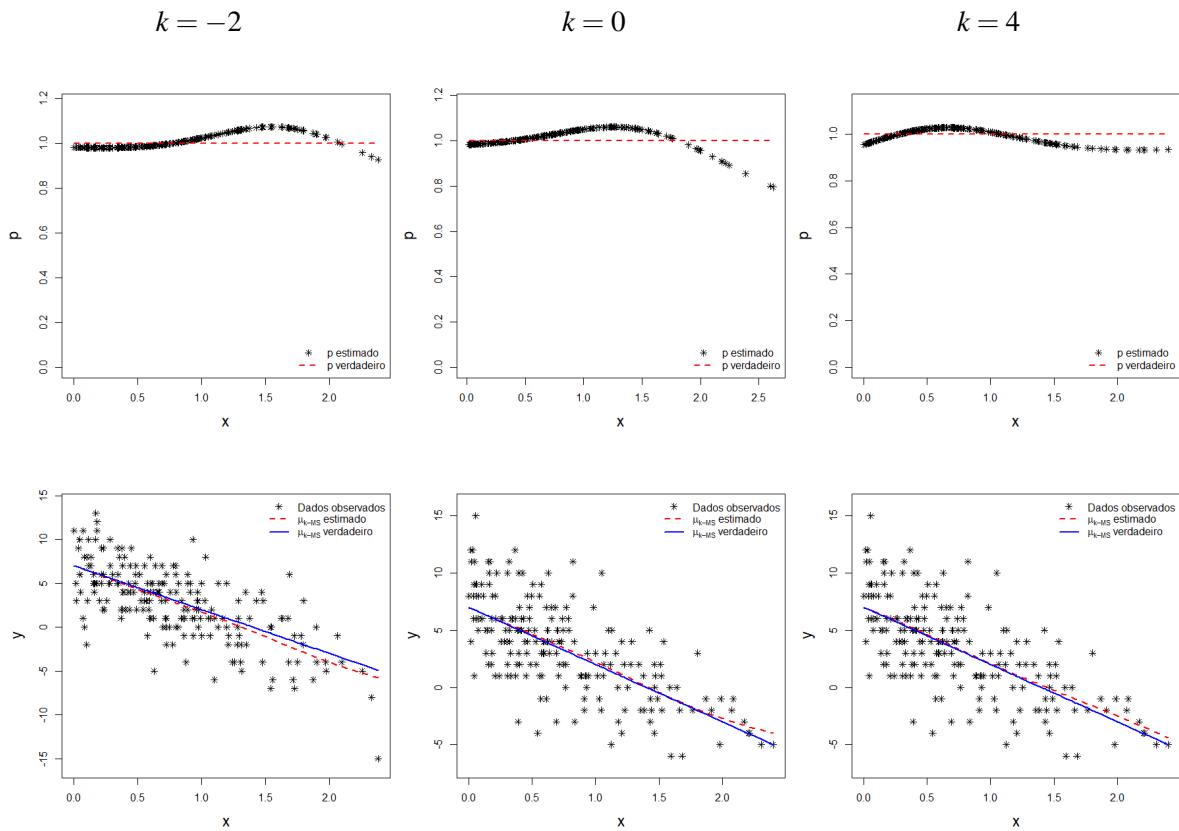 k = −2
k = 0
k = 4
p
1.2
1.0
0.8
0.6
0.4
0.2
0.0
p estimado
p verdadeiro
0.0 0.5 1.0 1.5 2.0
x
p
1.2
1.0
0.8
0.6
0.4
0.2
0.0
p estimado
p verdadeiro
0.0 0.5 1.0 1.5 2.0 2.5
x
p
1.0
0.8
0.6
0.4
0.2
0.0
p estimado
p verdadeiro
0.0 0.5 1.0 1.5 2.0
x
y
15
10
5
0
-5
-10
-15
Dados observados
μk−MS estimado
μk−MS verdadeiro
0.0 0.5 1.0 1.5 2.0
x
y
15
10
5
0
-5
Dados observados
μk−MS estimado
μk−MS verdadeiro
0.0 0.5 1.0 1.5 2.0
x
y
15
10
5
0
-5
Dados observados
μk−MS estimado
μk−MS verdadeiro
0.0 0.5 1.0 1.5 2.0
x